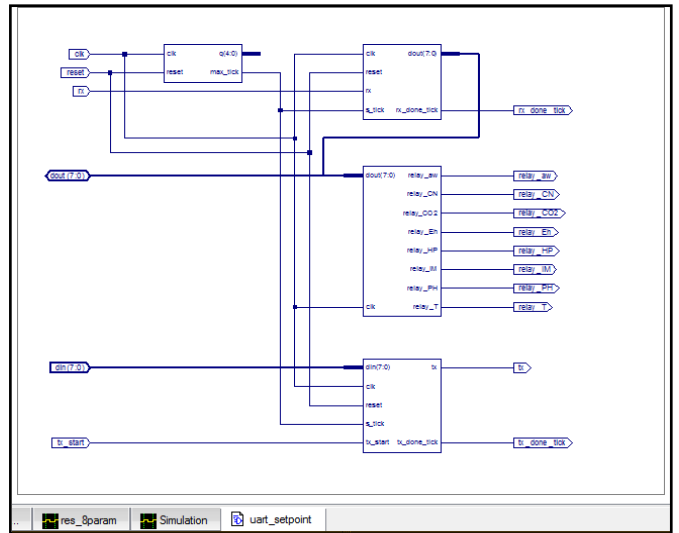 clk
reset
rx
clk q(4:0)
reset max_tick
clk dout(7:0)
reset
rx
s_tick rx_done_tick
rx_done_tick
dout(7:0)
dout(7:0) relay_aw
relay_CN
relay_CO2
relay_Eh
relay_HP
relay_IM
relay_PH
clk relay_T
relay_aw
relay_CN
relay_CO2
relay_Eh
relay_HP
relay_IM
relay_PH
relay_T
din(7:0)
tx_start
din(7:0) tx
clk
reset
s_tick
tx_start tx_done_tick
tx
tx_done_tick
.. res_8param Simulation uart_setpoint